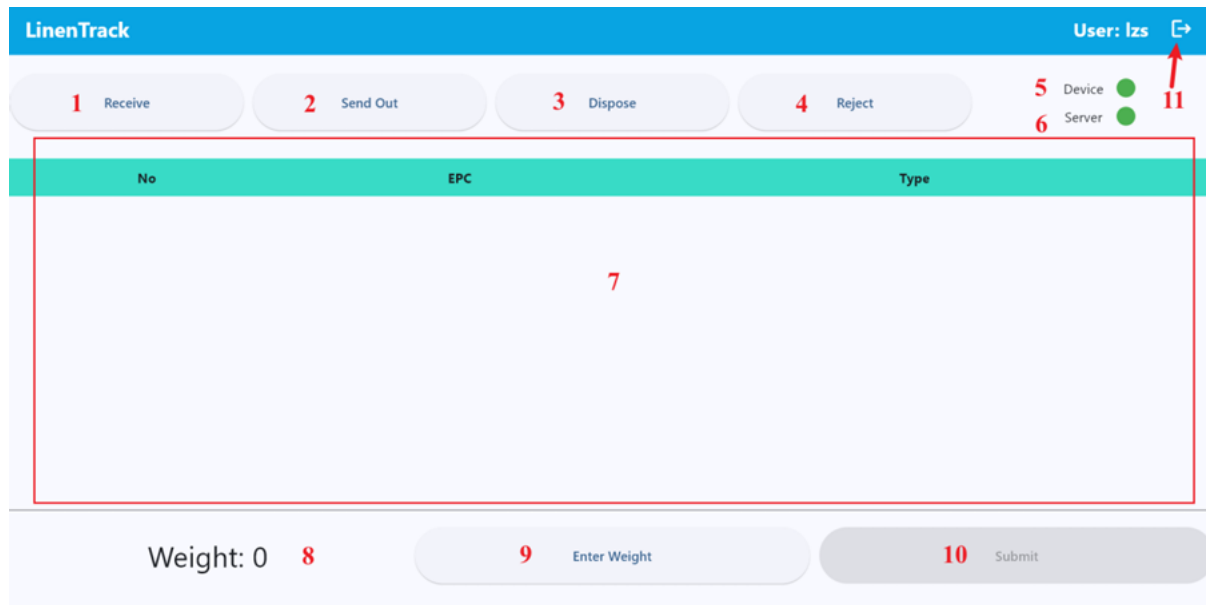 LinenTrack User: lzs
1 Receive 2 Send Out 3 Dispose 4 Reject 5 Device 11
6 Server
No EPC Type
7
Weight: 0 8 9 Enter Weight 10 Submit